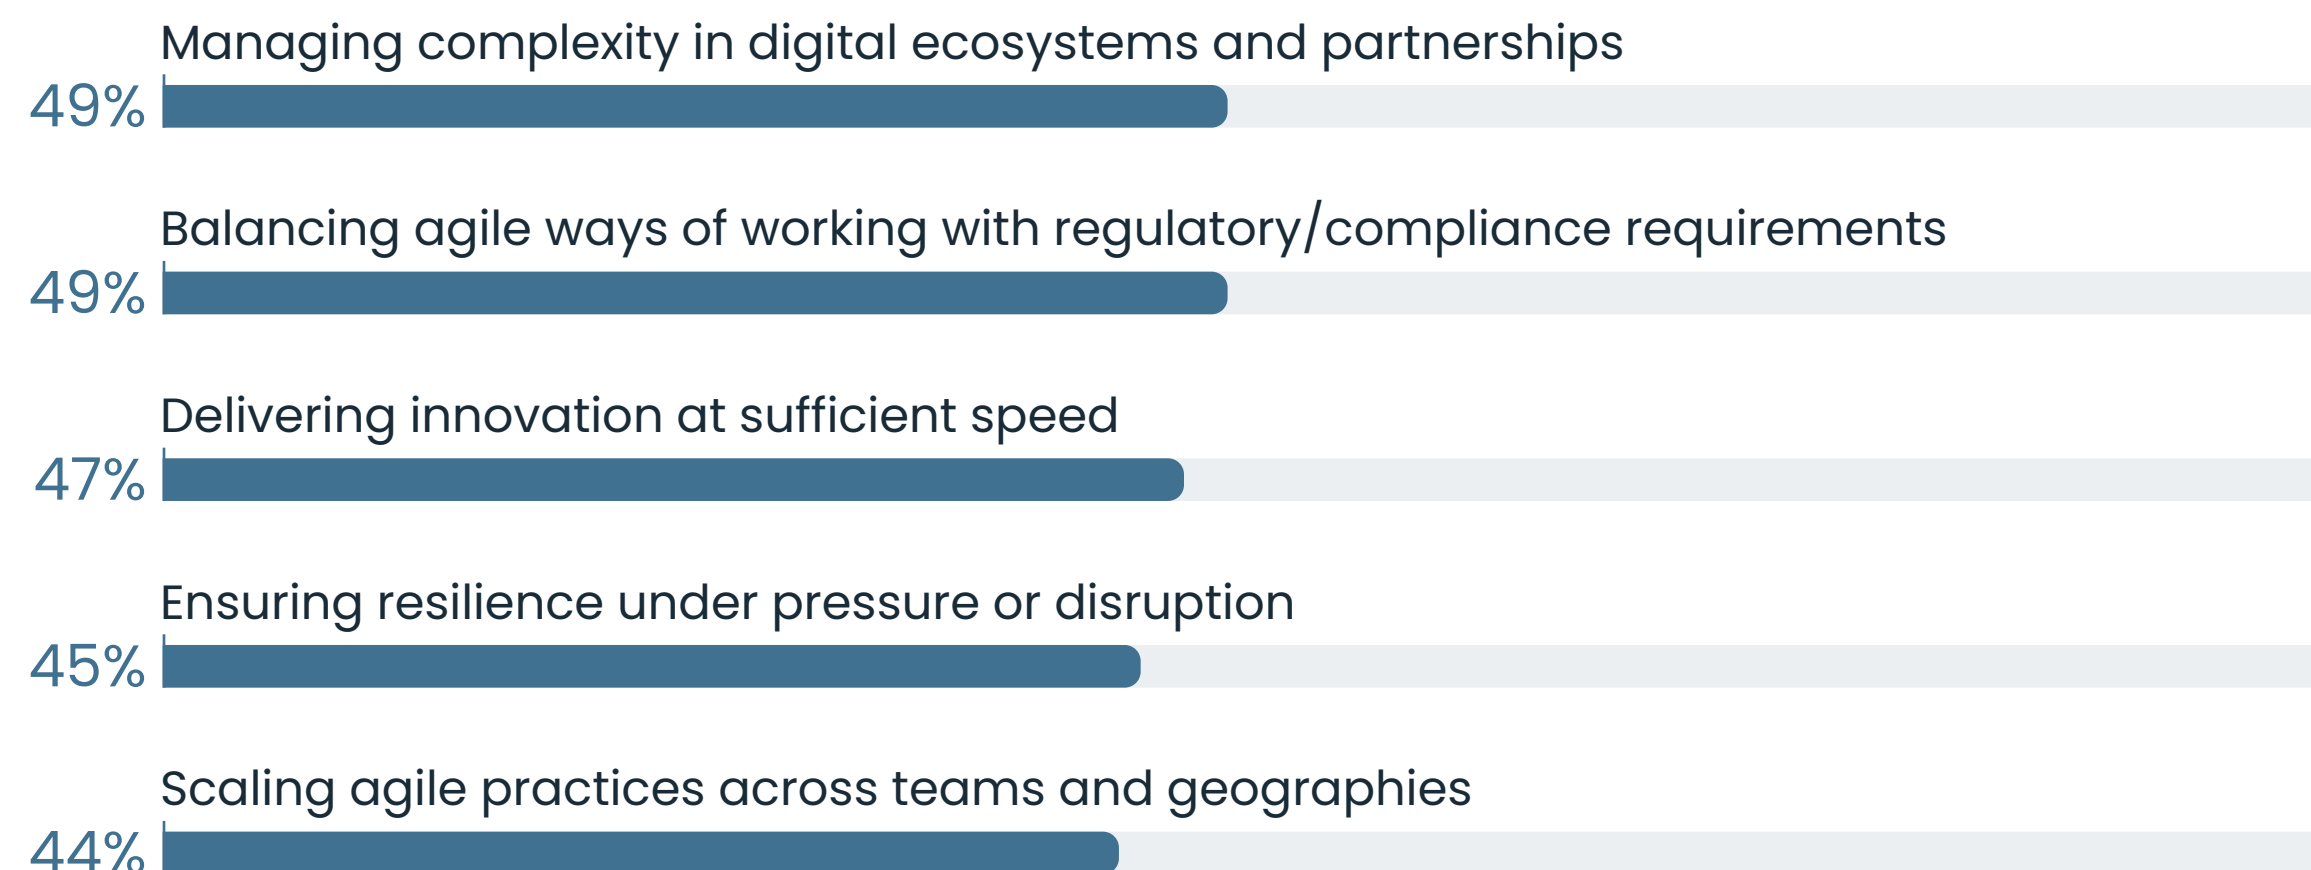 Managing complexity in digital ecosystems and partnerships
49%
Balancing agile ways of working with regulatory/compliance requirements
49%
Delivering innovation at sufficient speed
47%
Ensuring resilience under pressure or disruption
45%
Scaling agile practices across teams and geographies
44%